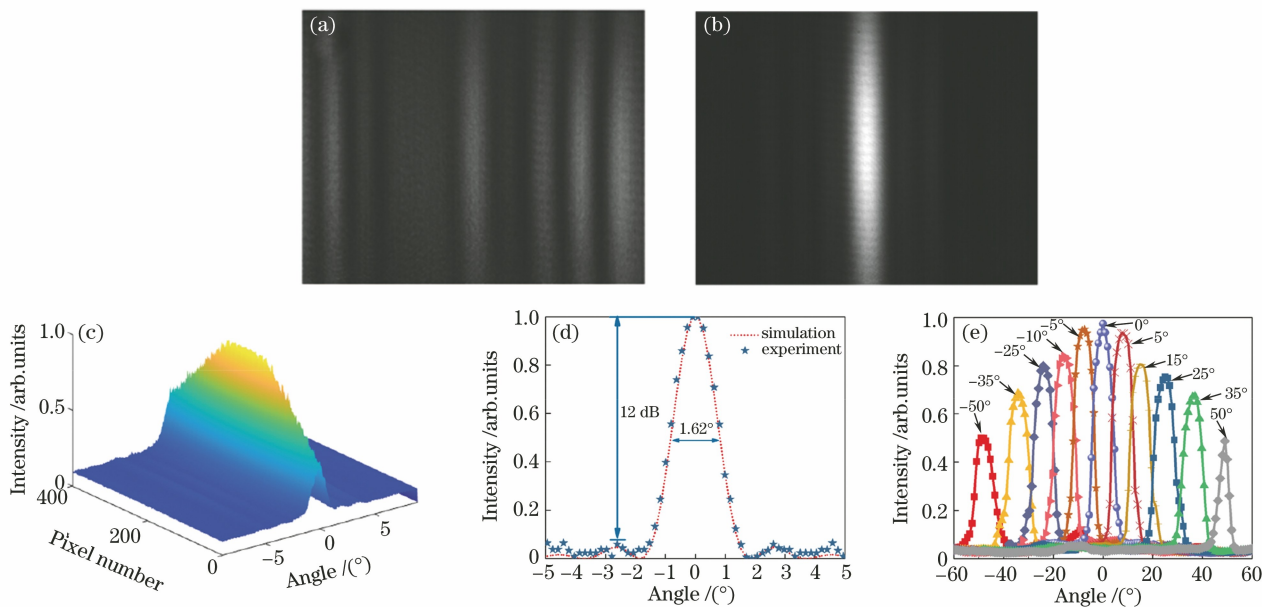 (a)
(b)
(c)
Intensity /arb.units
1.0
0.5
0
400
200
0
Pixel number
−5
0
5
Angle /(°)
(d)
Intensity /arb.units
1.0
0.8
0.6
0.4
0.2
0
simulation
experiment
12 dB
1.62°
−5 −4 −3 −2 −1 0 1 2 3 4 5
Angle /(°)
(e)
Intensity /arb.units
1.0
0.8
0.6
0.4
0.2
0
−50°
−35°
−25°
−10°
−5°
0°
5°
15°
25°
35°
50°
−60 −40 −20 0 20 40 60
Angle /(°)